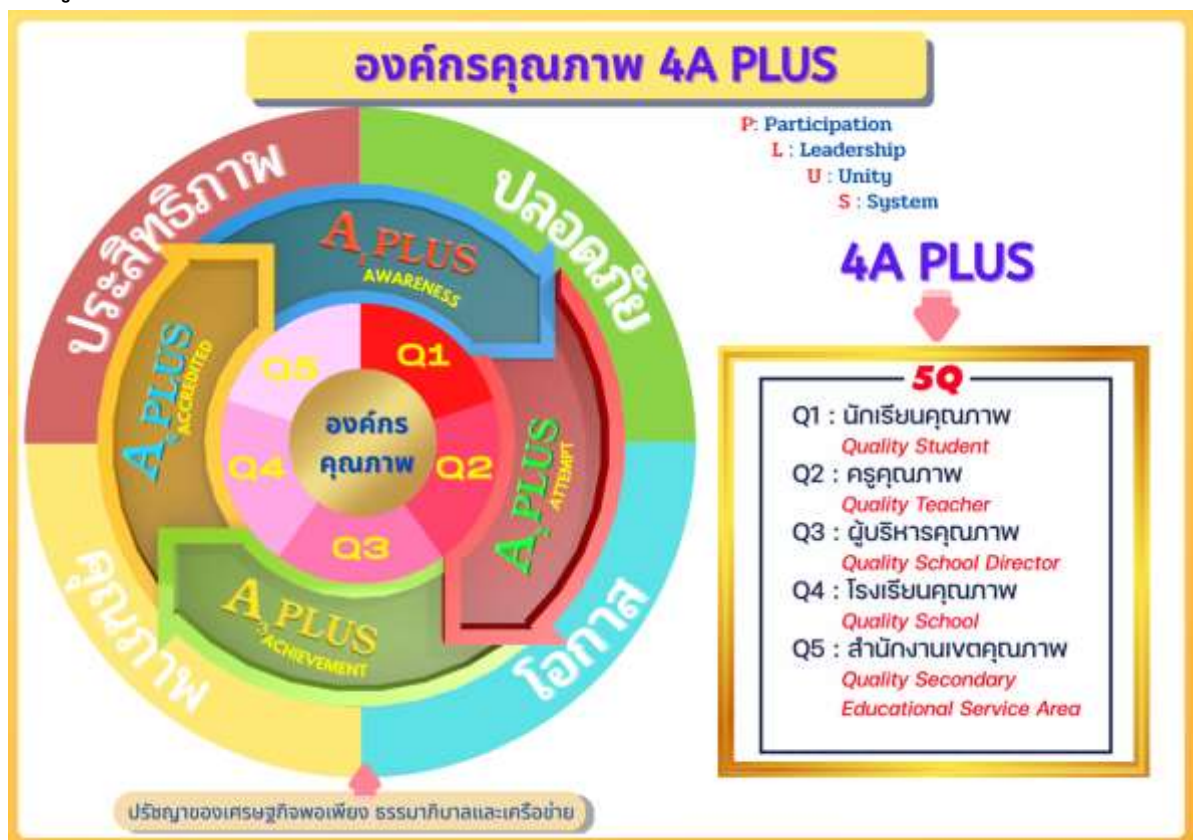 องค์กรคุณภาพ 4A PLUS
P: Participation
L : Leadership
U : Unity
S : System
4A PLUS
ประสิทธิภาพ
ปลอดภัย
โอกาส
คุณภาพ
A1 PLUS
AWARENESS
A2 PLUS
ATTEMPT
A3 PLUS
ACHIEVEMENT
A4 PLUS
ACCREDITED
Q1
Q2
Q3
Q4
Q5
องค์กร
คุณภาพ
5Q
Q1 : นักเรียนคุณภาพ
Quality Student
Q2 : ครูคุณภาพ
Quality Teacher
Q3 : ผู้บริหารคุณภาพ
Quality School Director
Q4 : โรงเรียนคุณภาพ
Quality School
Q5 : สำนักงานเขตคุณภาพ
Quality Secondary
Educational Service Area
ปรัชญาของเศรษฐกิจพอเพียง ธรรมาภิบาลและเครือข่าย